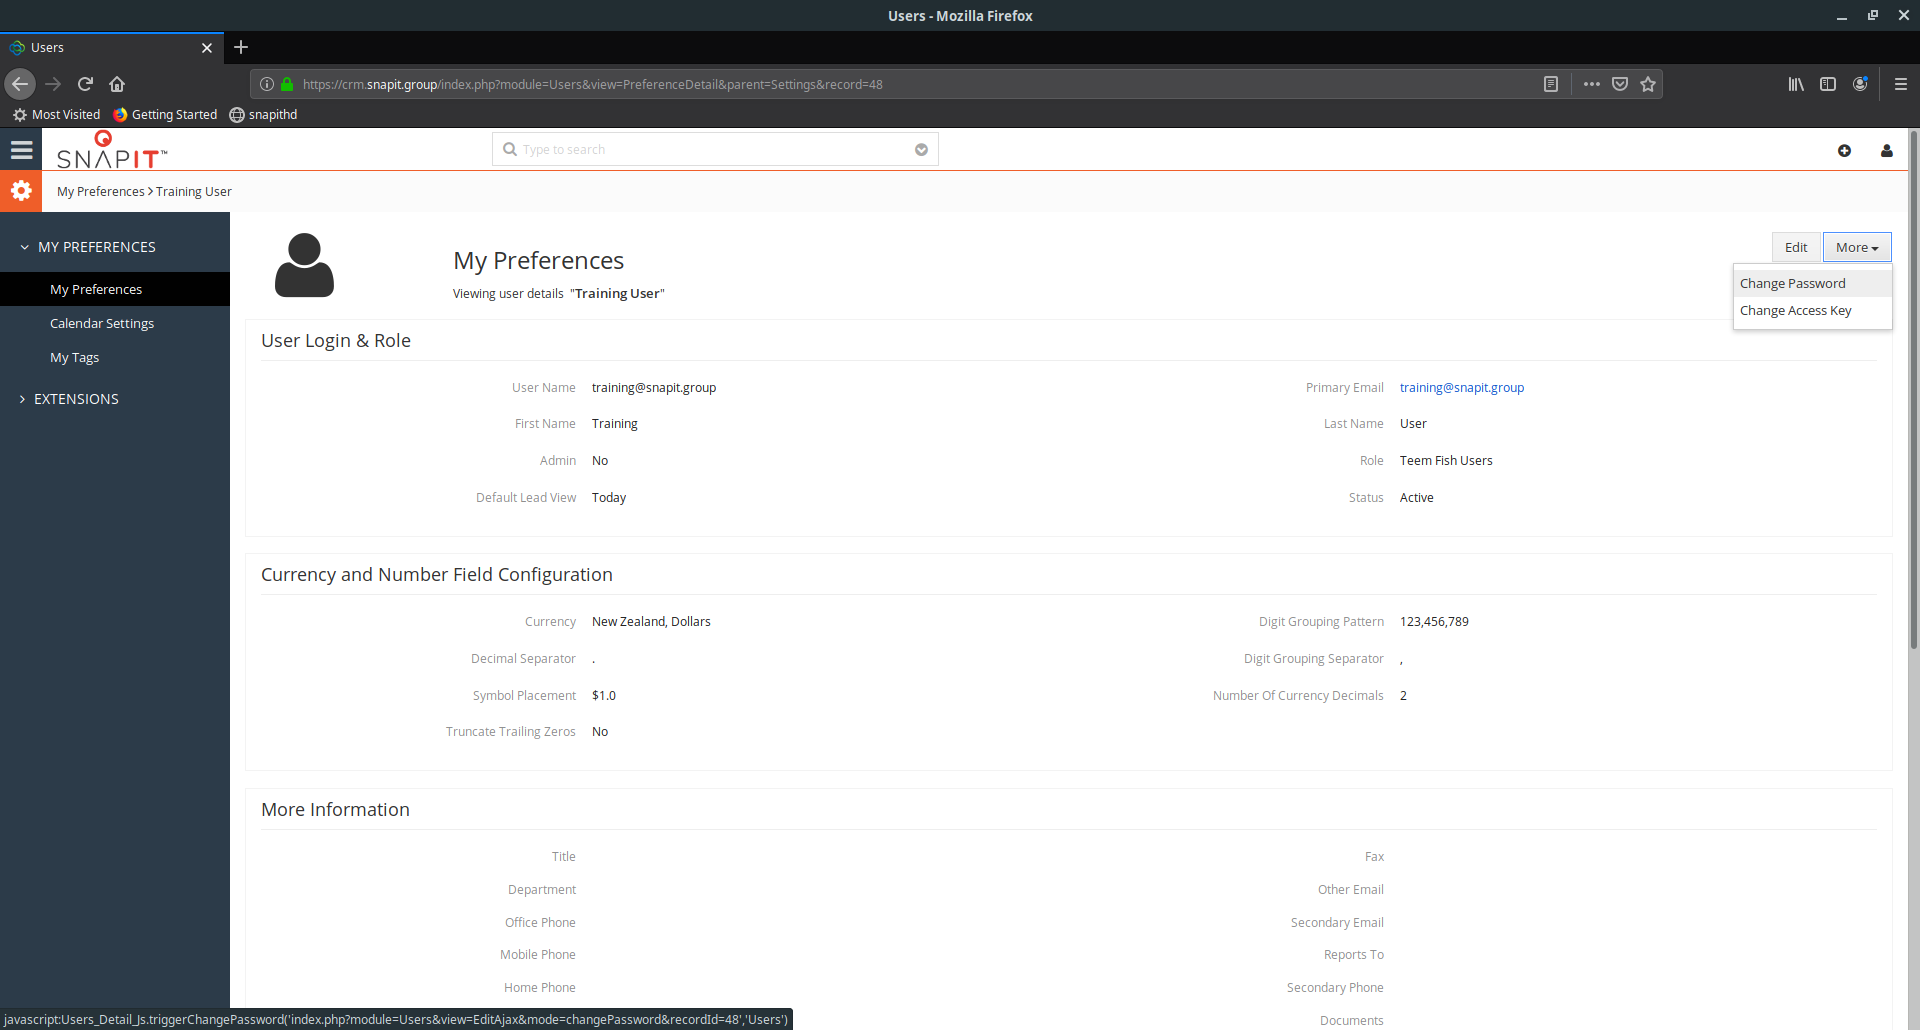 Users - Mozilla Firefox
Users
https://crm.snapit.group/index.php?module=Users&view=PreferenceDetail&parent=Settings&record=48
Most Visited Getting Started snapithd
SNAPIT™ Type to search
My Preferences > Training User
MY PREFERENCES
My Preferences
Calendar Settings
My Tags
EXTENSIONS
My Preferences
Viewing user details "Training User"
Edit More
Change Password
Change Access Key
User Login & Role
User Name training@snapit.group Primary Email training@snapit.group
First Name Training Last Name User
Admin No Role Teem Fish Users
Default Lead View Today Status Active
Currency and Number Field Configuration
Currency New Zealand, Dollars Digit Grouping Pattern 123,456,789
Decimal Separator . Digit Grouping Separator ,
Symbol Placement $1.0 Number Of Currency Decimals 2
Truncate Trailing Zeros No
More Information
Title Fax
Department Other Email
Office Phone Secondary Email
Mobile Phone Reports To
Home Phone Secondary Phone
Documents
javascript:Users_Detail_Js.triggerChangePassword('index.php?module=Users&view=EditAjax&mode=changePassword&recordId=48','Users')